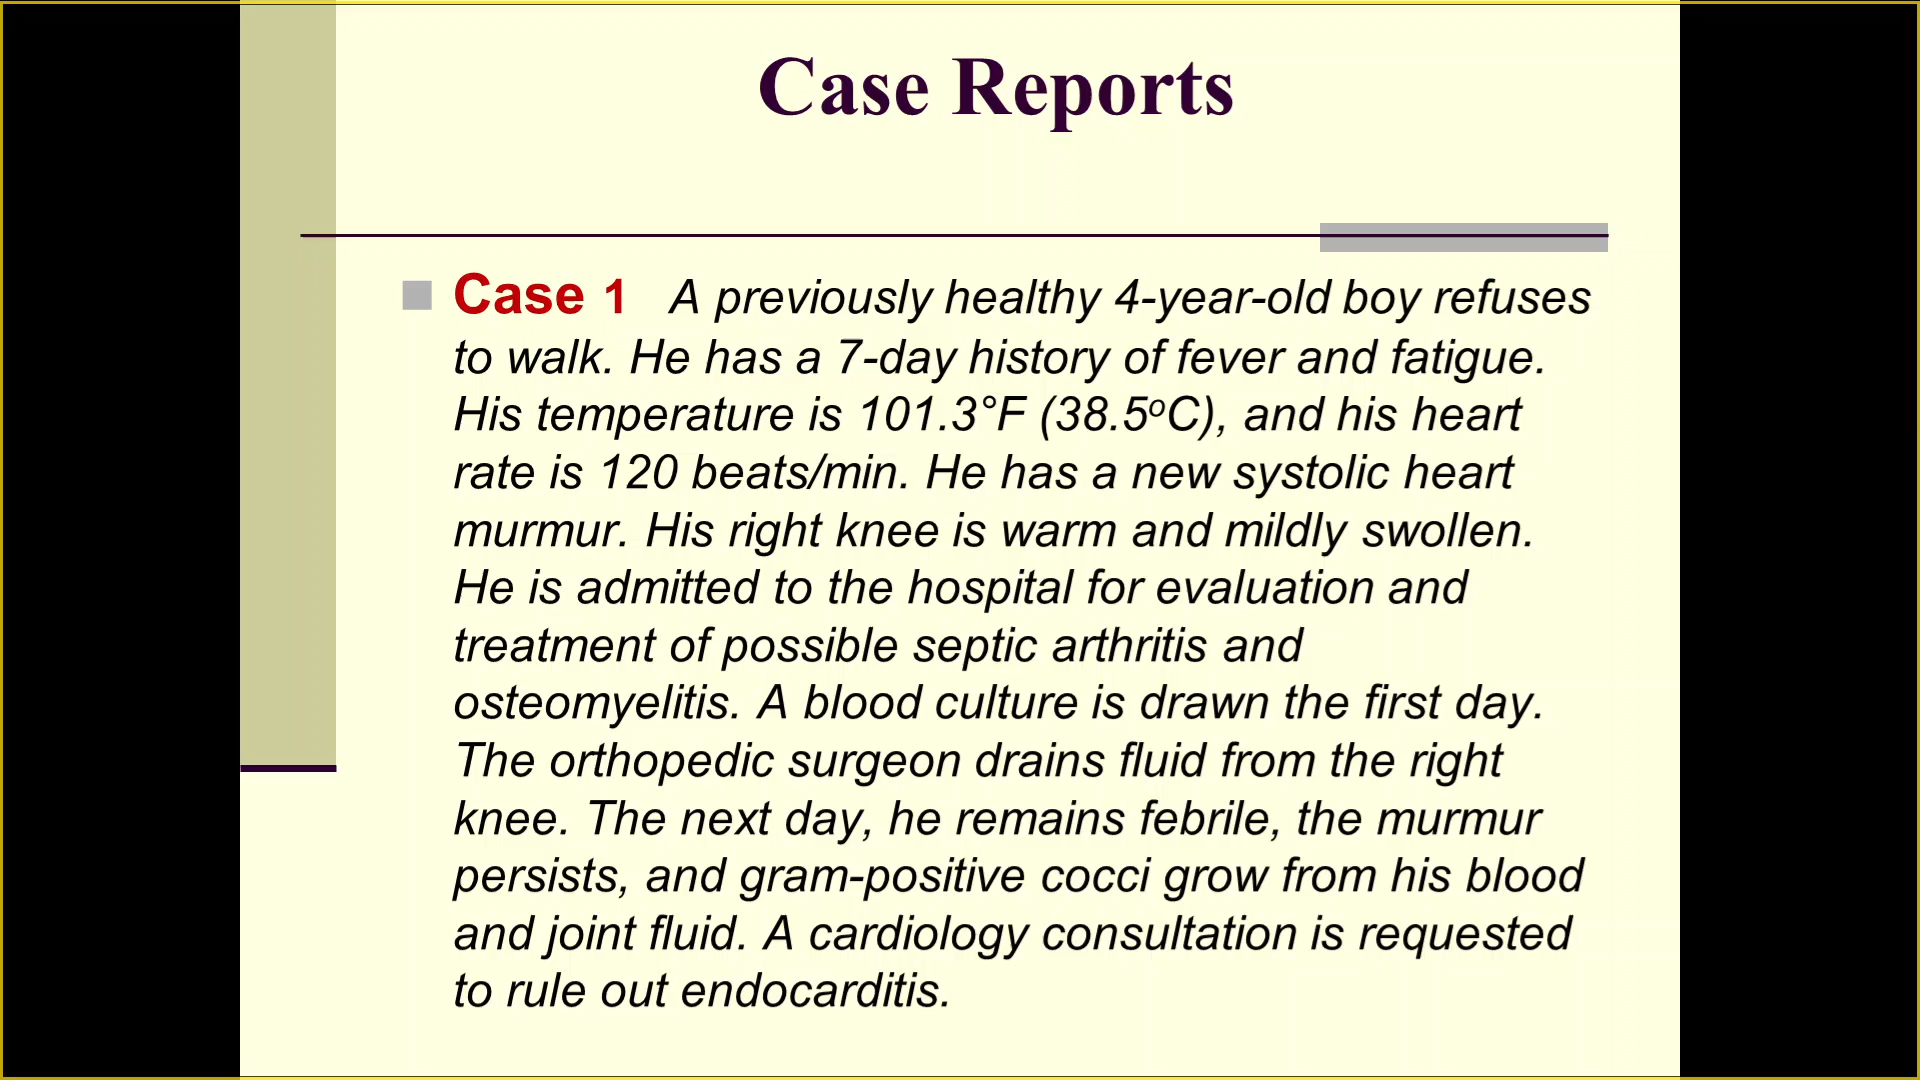 Case Reports
Case 1 A previously healthy 4-year-old boy refuses
to walk. He has a 7-day history of fever and fatigue.
His temperature is 101.3°F (38.5ᵒC), and his heart
rate is 120 beats/min. He has a new systolic heart
murmur. His right knee is warm and mildly swollen.
He is admitted to the hospital for evaluation and
treatment of possible septic arthritis and
osteomyelitis. A blood culture is drawn the first day.
The orthopedic surgeon drains fluid from the right
knee. The next day, he remains febrile, the murmur
persists, and gram-positive cocci grow from his blood
and joint fluid. A cardiology consultation is requested
to rule out endocarditis.